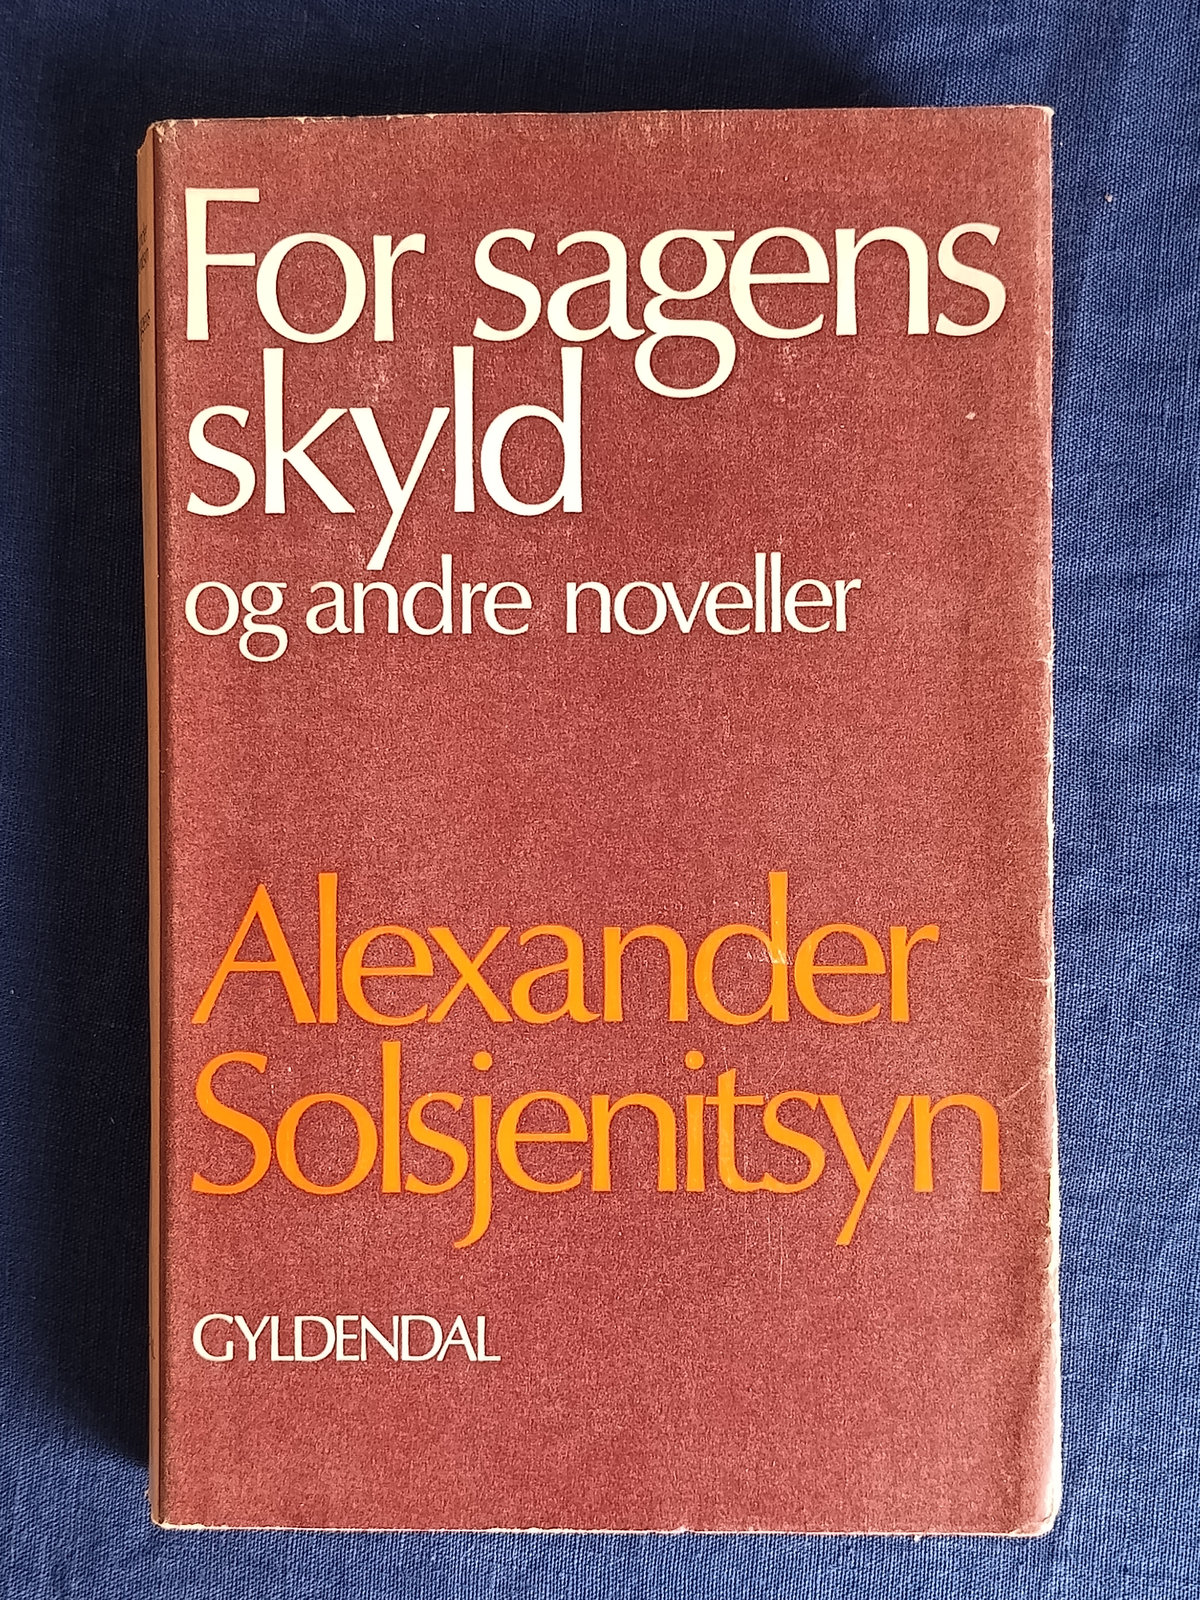 For sagens
skyld
og andre noveller
Alexander
Solsjenitsyn
GYLDENDAL